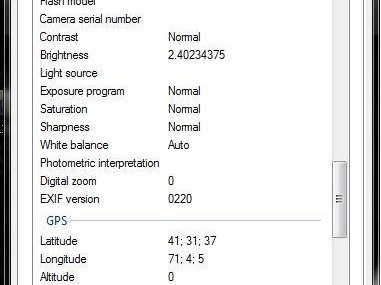 Flash model
Camera serial number
Contrast Normal
Brightness 2.40234375
Light source
Exposure program Normal
Saturation Normal
Sharpness Normal
White balance Auto
Photometric interpretation
Digital zoom 0
EXIF version 0220
GPS
Latitude 41; 31; 37
Longitude 71; 4; 5
Altitude 0